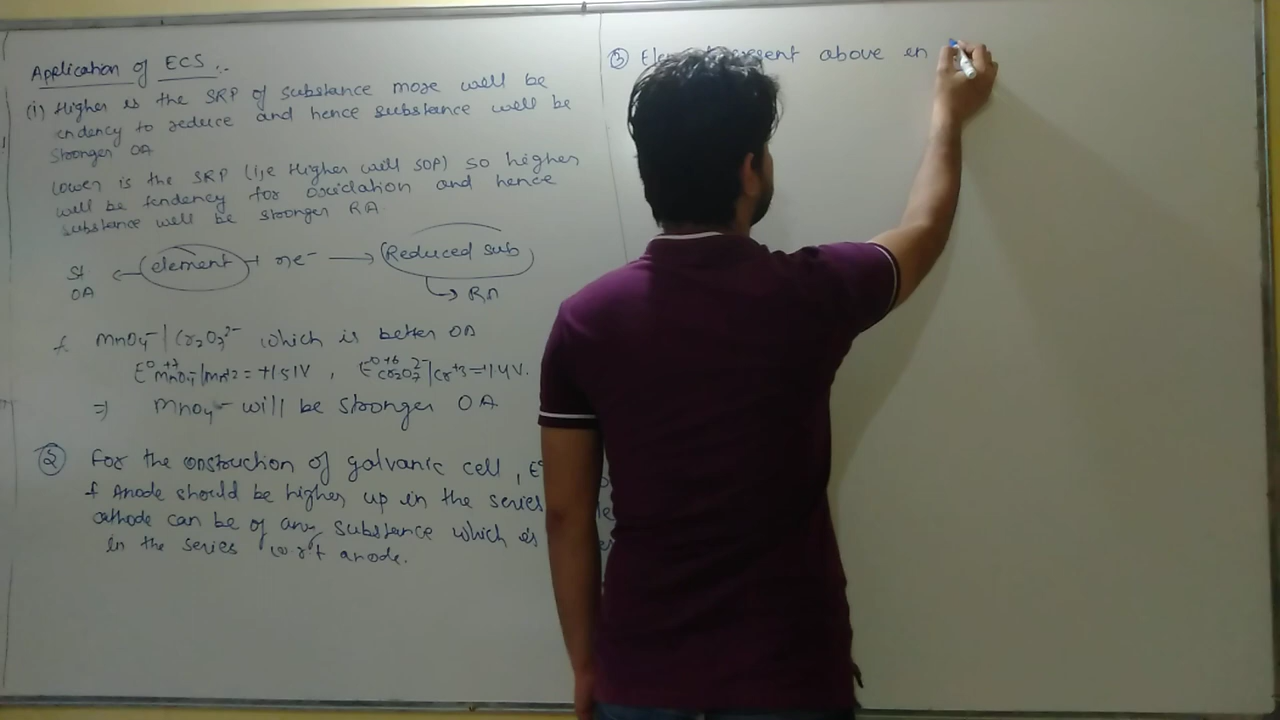 Application of ECS :-
(i) Higher is the SRP of substance more will be
endency to reduce and hence substance will be
stronger OA
Lower is the SRP (i,e Higher will SOP) so higher
will be tendency for oxidation and hence
substance will be stronger RA
element + ne⁻ → Reduced sub
St
OA
RA
MnO₄⁻ | Cr₂O₇²⁻ which is better OA
E° MnO₄⁻/Mn⁺² = +1.51V , E° Cr₂O₇²⁻/Cr⁺³ = +1.4V.
⇒ MnO₄⁻ will be stronger OA
② For the onstruction of galvanic cell , E°
f Anode should be higher up in the series
cathode can be of any substance which is
in the series w.r.t anode.
③ above in